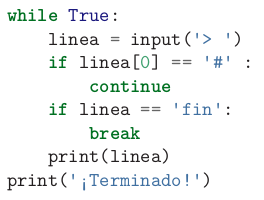 while True:
    linea = input('> ')
    if linea[0] == '#' :
        continue
    if linea == 'fin':
        break
    print(linea)
print('¡Terminado!')